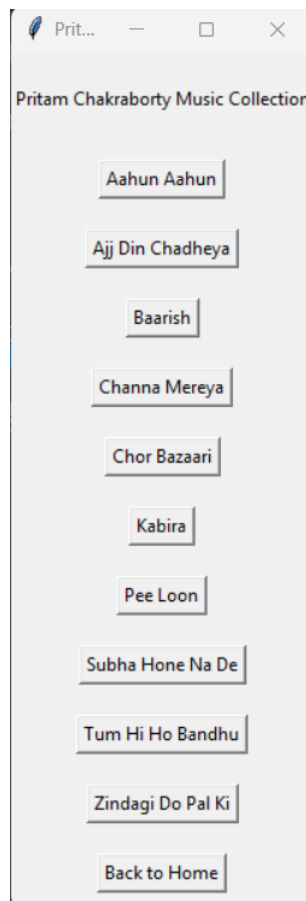 Prit...
Pritam Chakraborty Music Collection
Aahun Aahun
Ajj Din Chadheya
Baarish
Channa Mereya
Chor Bazaari
Kabira
Pee Loon
Subha Hone Na De
Tum Hi Ho Bandhu
Zindagi Do Pal Ki
Back to Home